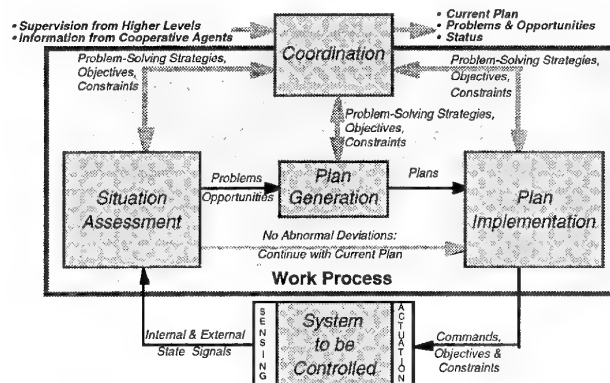 • Supervision from Higher Levels
• Information from Cooperative Agents
• Current Plan
• Problems & Opportunities
• Status
Coordination
Problem-Solving Strategies,
Objectives,
Constraints
Problem-Solving Strategies,
Objectives,
Constraints
Problem-Solving Strategies,
Objectives,
Constraints
Situation
Assessment
Problems
Opportunities
Plan
Generation
Plans
Plan
Implementation
No Abnormal Deviations:
Continue with Current Plan
Work Process
Internal & External
State Signals
SENSING
System
to be
Controlled
ACTUATION
Commands,
Objectives &
Constraints